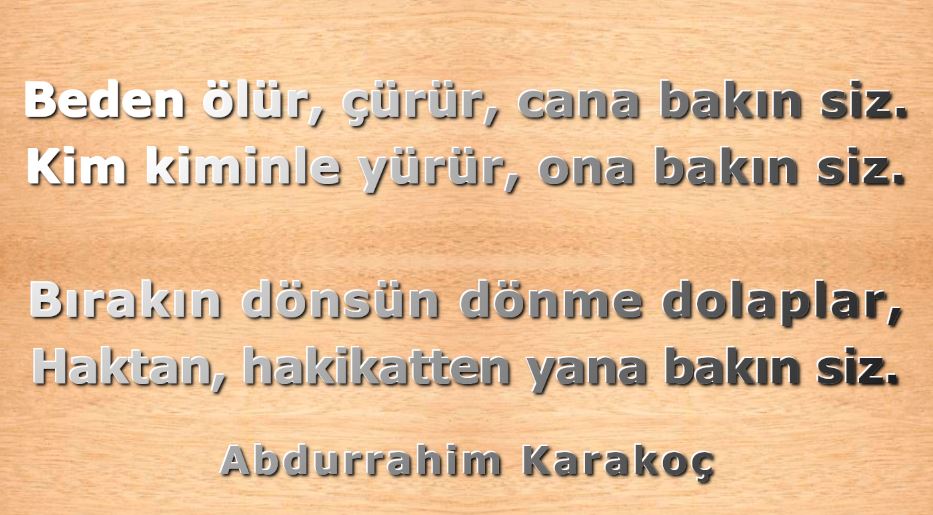 Beden ölür, çürür, cana bakın siz.
Kim kiminle yürür, ona bakın siz.
Bırakın dönsün dönme dolaplar,
Haktan, hakikatten yana bakın siz.
Abdurrahim Karakoç